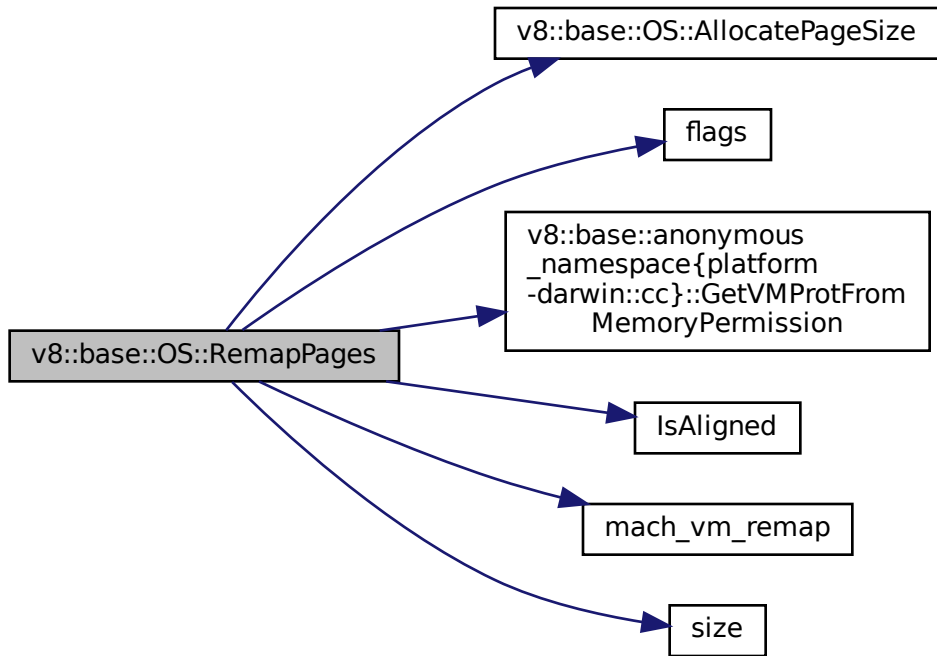 v8::base::OS::AllocatePageSize
flags
v8::base::anonymous
_namespace{platform
-darwin::cc}::GetVMProtFrom
MemoryPermission
v8::base::OS::RemapPages
IsAligned
mach_vm_remap
size